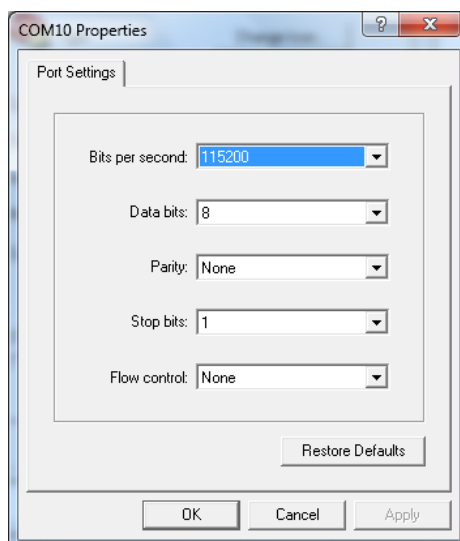 COM10 Properties
Port Settings
Bits per second: 115200
Data bits: 8
Parity: None
Stop bits: 1
Flow control: None
Restore Defaults
OK Cancel Apply